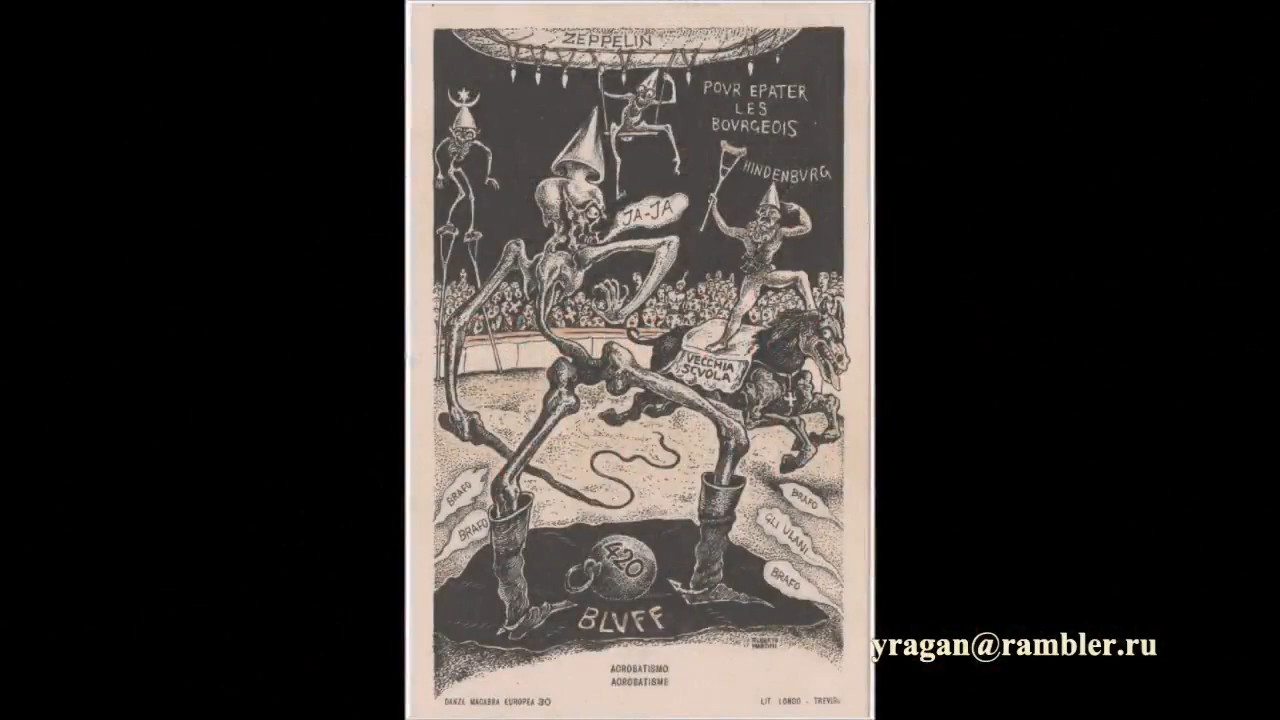 ZEPPELIN
POVR EPATER
LES
BOVRGEOIS
HINDENBVRG
JA-JA
VECCHIA
SCVOLA
BRAFO
BRAFO
BRAFO
GLI VLANI
BRAFO
420
BLVFF
ACROBATISMO
ACROBATISME
DANZA MACABRA EUROPEA 30
LIT. LONGO - TREVISO
yragan@rambler.ru